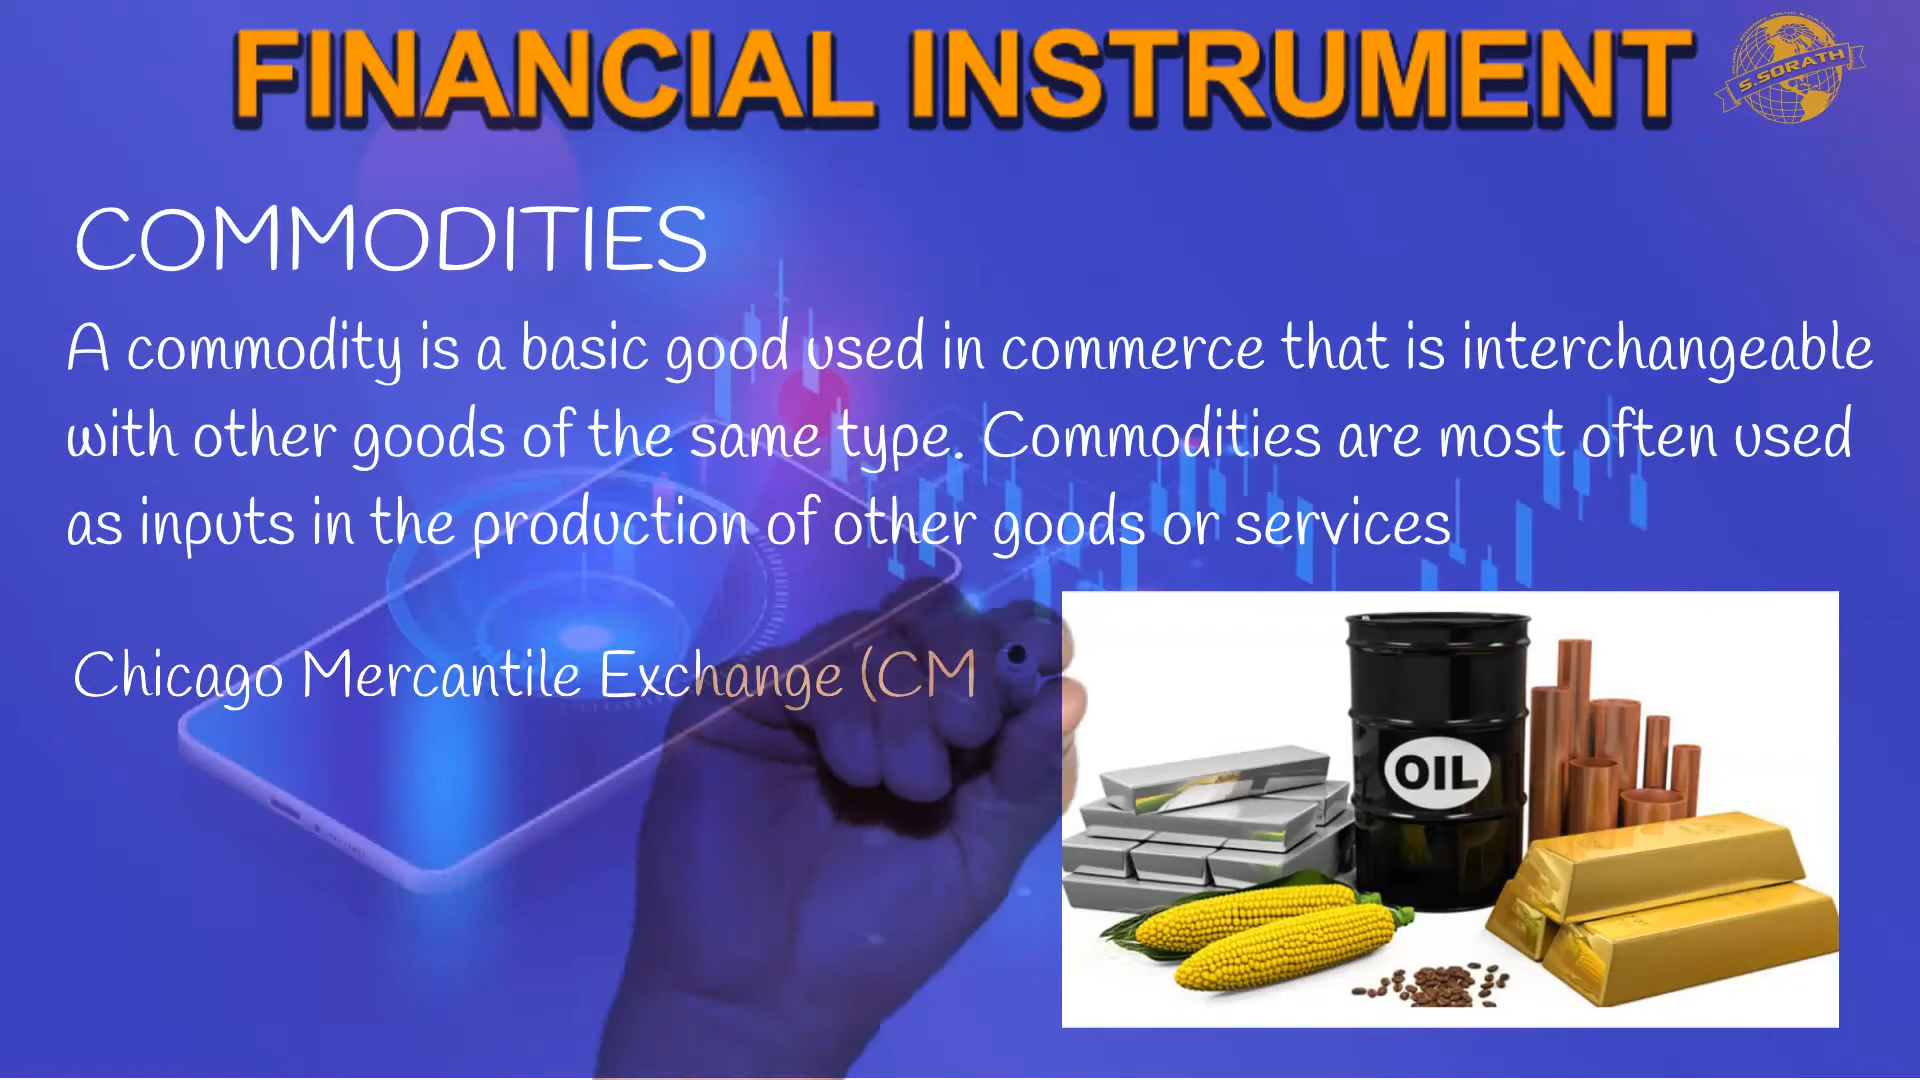 FINANCIAL INSTRUMENT
S.SORATH
COMMODITIES
A commodity is a basic good used in commerce that is interchangeable
with other goods of the same type. Commodities are most often used
as inputs in the production of other goods or services
Chicago Mercantile Exchange (CM
OIL